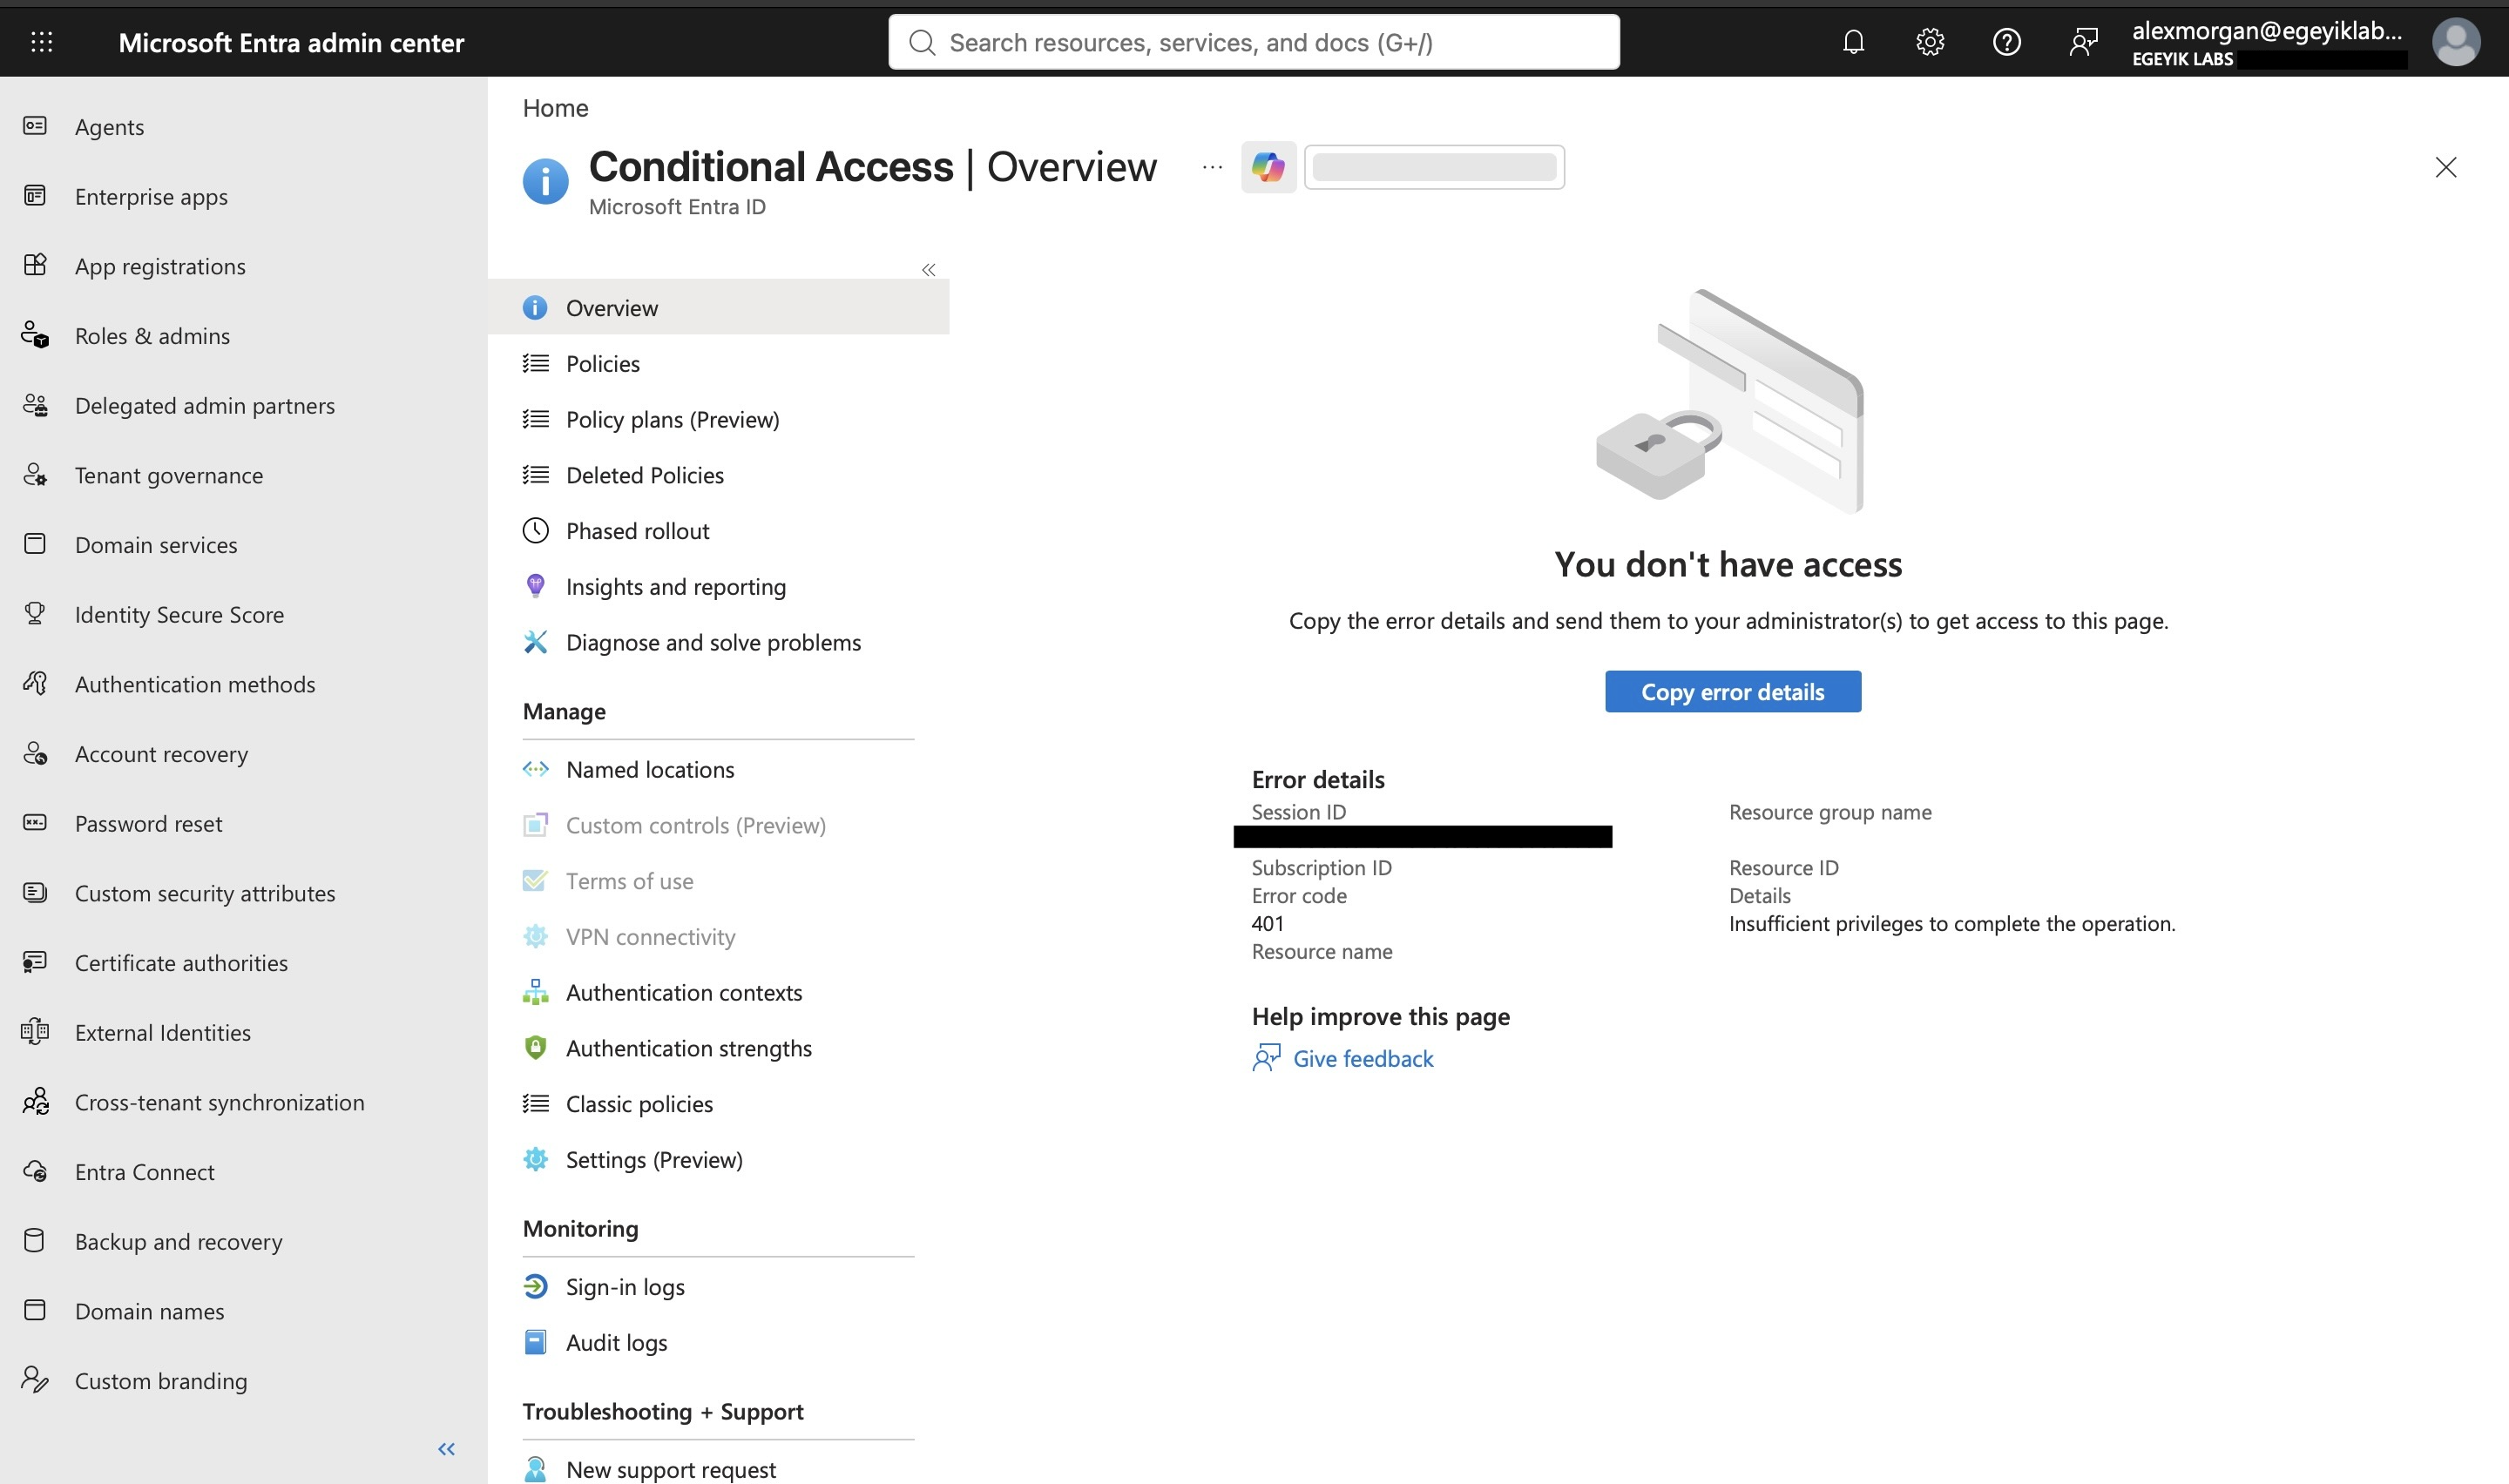 Microsoft Entra admin center
Search resources, services, and docs (G+/)
alexmorgan@egeyiklab...
EGEYIK LABS
Agents
Enterprise apps
App registrations
Roles & admins
Delegated admin partners
Tenant governance
Domain services
Identity Secure Score
Authentication methods
Account recovery
Password reset
Custom security attributes
Certificate authorities
External Identities
Cross-tenant synchronization
Entra Connect
Backup and recovery
Domain names
Custom branding
Home
Conditional Access | Overview
Microsoft Entra ID
Overview
Policies
Policy plans (Preview)
Deleted Policies
Phased rollout
Insights and reporting
Diagnose and solve problems
Manage
Named locations
Custom controls (Preview)
Terms of use
VPN connectivity
Authentication contexts
Authentication strengths
Classic policies
Settings (Preview)
Monitoring
Sign-in logs
Audit logs
Troubleshooting + Support
New support request
You don't have access
Copy the error details and send them to your administrator(s) to get access to this page.
Copy error details
Error details
Session ID
Resource group name
Subscription ID
Resource ID
Error code
Details
401
Insufficient privileges to complete the operation.
Resource name
Help improve this page
Give feedback